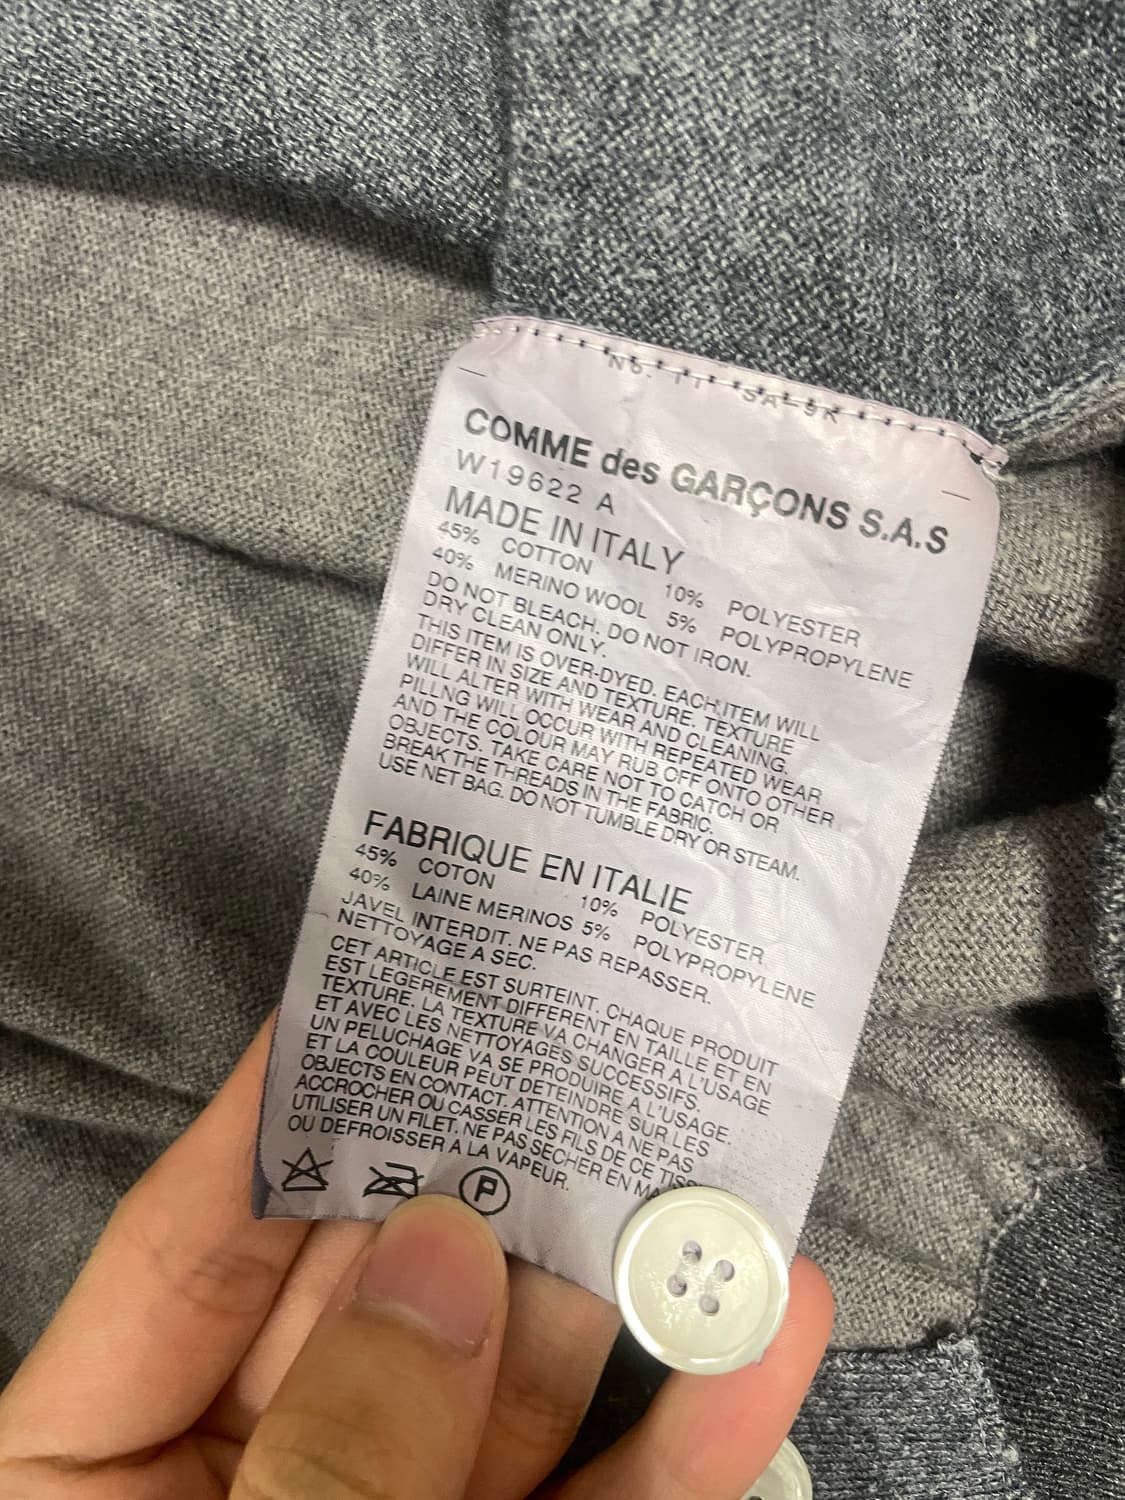 No. 11 SA-9K
COMME des GARÇONS S.A.S
W19622 A
MADE IN ITALY
45% COTTON 10% POLYESTER
40% MERINO WOOL 5% POLYPROPYLENE
DO NOT BLEACH. DO NOT IRON.
DRY CLEAN ONLY.
THIS ITEM IS OVER-DYED. EACH ITEM WILL
DIFFER IN SIZE AND TEXTURE. TEXTURE
WILL ALTER WITH WEAR AND CLEANING.
PILLNG WILL OCCUR WITH REPEATED WEAR
AND THE COLOUR MAY RUB OFF ONTO OTHER
OBJECTS. TAKE CARE NOT TO CATCH OR
BREAK THE THREADS IN THE FABRIC.
USE NET BAG. DO NOT TUMBLE DRY OR STEAM.
FABRIQUE EN ITALIE
45% COTON 10% POLYESTER
40% LAINE MERINOS 5% POLYPROPYLENE
JAVEL INTERDIT. NE PAS REPASSER.
NETTOYAGE A SEC.
CET ARTICLE EST SURTEINT. CHAQUE PRODUIT
EST LEGEREMENT DIFFERENT EN TAILLE ET EN
TEXTURE. LA TEXTURE VA CHANGER A L'USAGE
ET AVEC LES NETTOYAGES SUCCESSIFS.
UN PELUCHAGE VA SE PRODUIRE A L'USAGE,
ET LA COULEUR PEUT DETEINDRE SUR LES
OBJECTS EN CONTACT. ATTENTION A NE PAS
ACCROCHER OU CASSER LES FILS DE CE TISS
UTILISER UN FILET. NE PAS SECHER EN MA
OU DEFROISSER A LA VAPEUR.
P